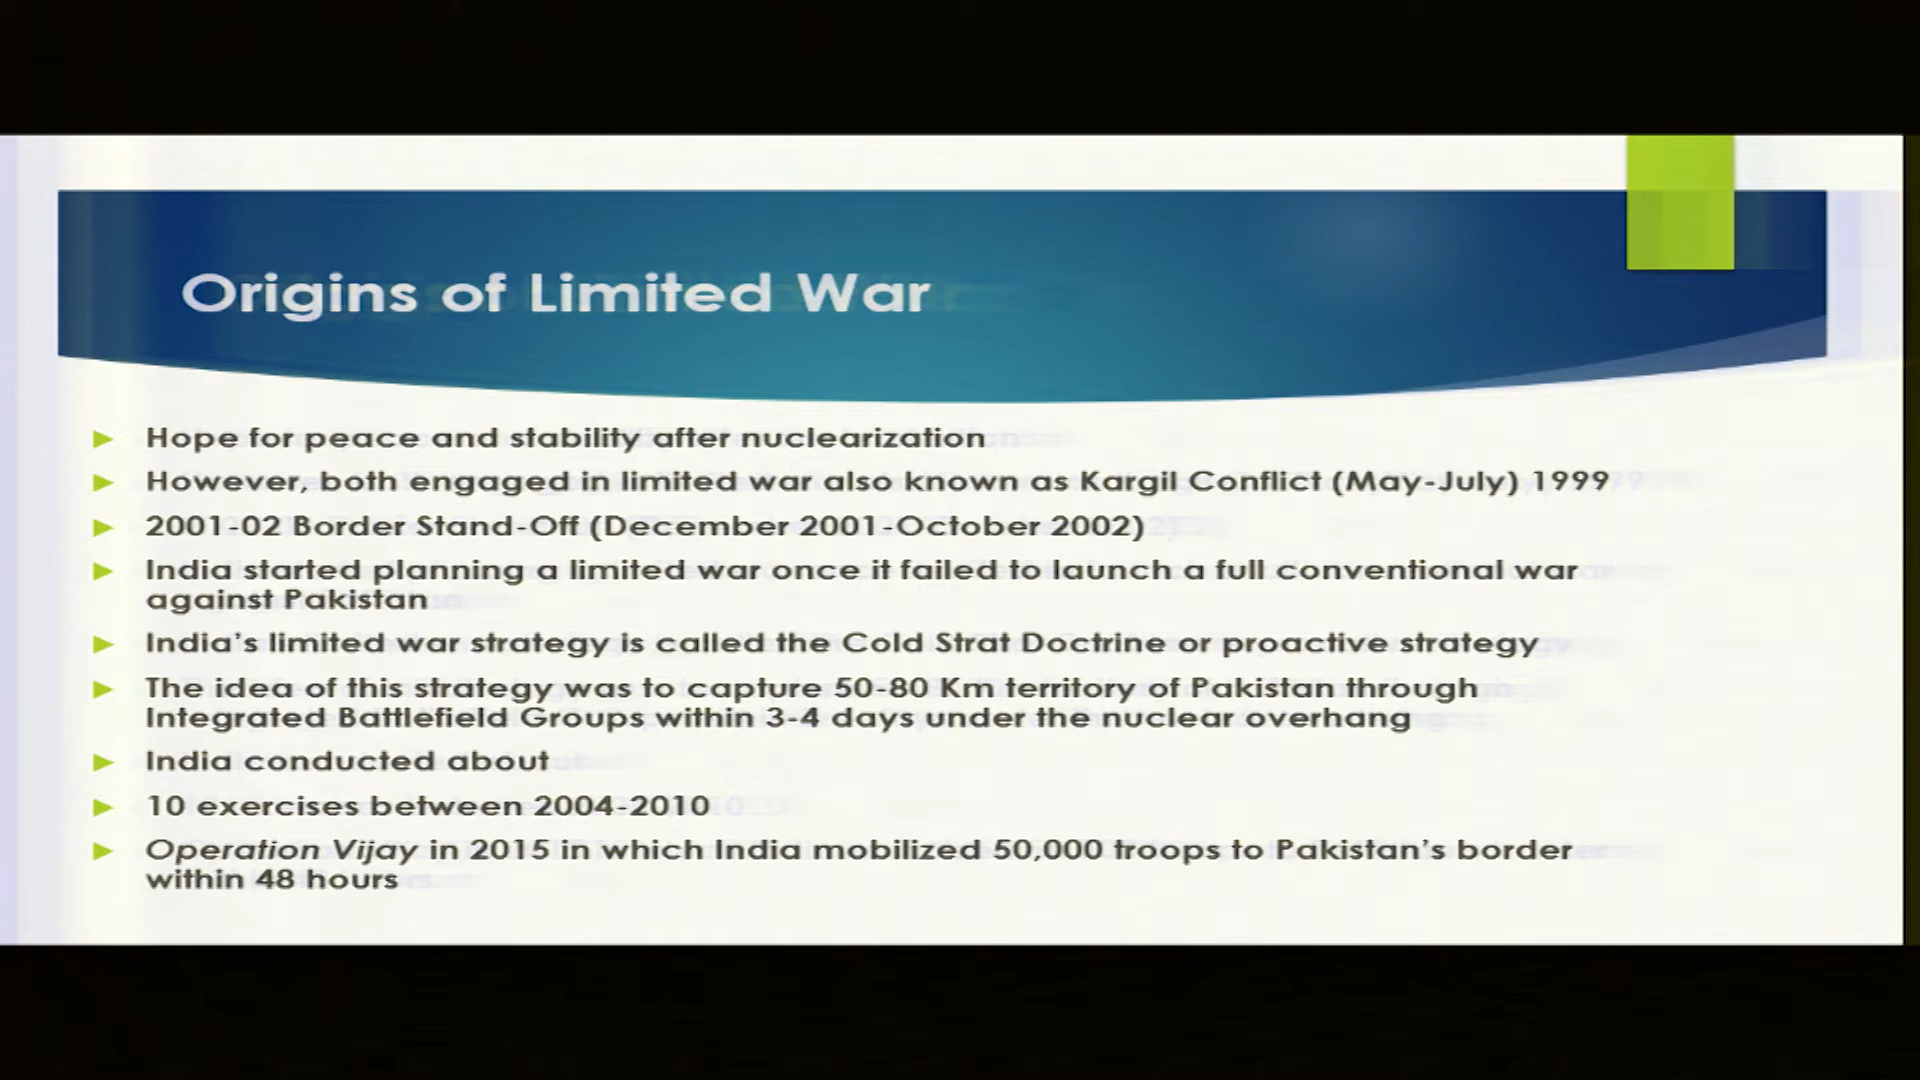 Origins of Limited War
Hope for peace and stability after nuclearization
However, both engaged in limited war also known as Kargil Conflict (May-July) 1999
2001-02 Border Stand-Off (December 2001-October 2002)
India started planning a limited war once it failed to launch a full conventional war
against Pakistan
India's limited war strategy is called the Cold Strat Doctrine or proactive strategy
The idea of this strategy was to capture 50-80 Km territory of Pakistan through
Integrated Battlefield Groups within 3-4 days under the nuclear overhang
India conducted about
10 exercises between 2004-2010
Operation Vijay in 2015 in which India mobilized 50,000 troops to Pakistan's border
within 48 hours